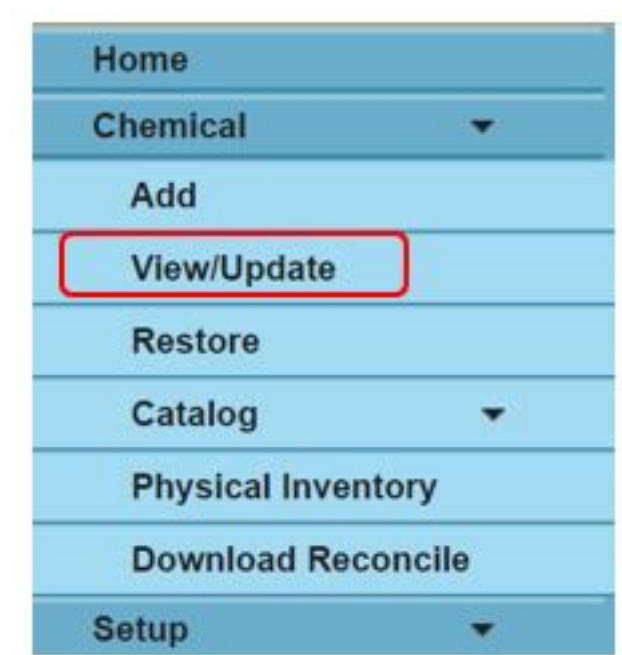 Home
Chemical
Add
View/Update
Restore
Catalog
Physical Inventory
Download Reconcile
Setup